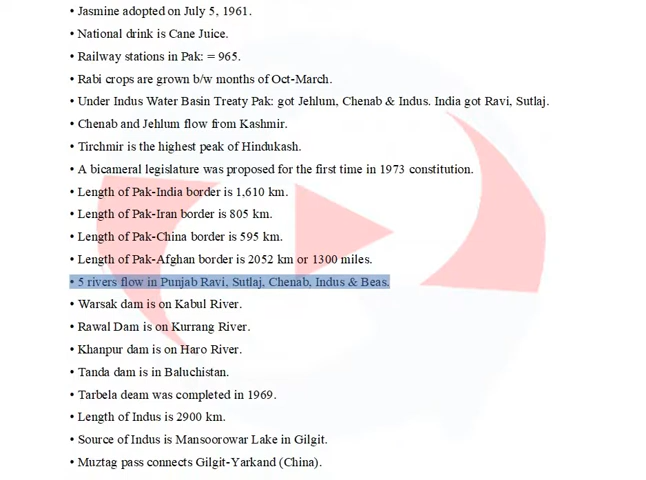 • Jasmine adopted on July 5, 1961.
• National drink is Cane Juice.
• Railway stations in Pak: = 965.
• Rabi crops are grown b/w months of Oct-March.
• Under Indus Water Basin Treaty Pak: got Jehlum, Chenab & Indus. India got Ravi, Sutlaj.
• Chenab and Jehlum flow from Kashmir.
• Tirchmir is the highest peak of Hindukash.
• A bicameral legislature was proposed for the first time in 1973 constitution.
• Length of Pak-India border is 1,610 km.
• Length of Pak-Iran border is 805 km.
• Length of Pak-China border is 595 km.
• Length of Pak-Afghan border is 2052 km or 1300 miles.
• 5 rivers flow in Punjab Ravi, Sutlaj, Chenab, Indus & Beas.
• Warsak dam is on Kabul River.
• Rawal Dam is on Kurrang River.
• Khanpur dam is on Haro River.
• Tanda dam is in Baluchistan.
• Tarbela deam was completed in 1969.
• Length of Indus is 2900 km.
• Source of Indus is Mansoorowar Lake in Gilgit.
• Muztag pass connects Gilgit-Yarkand (China).